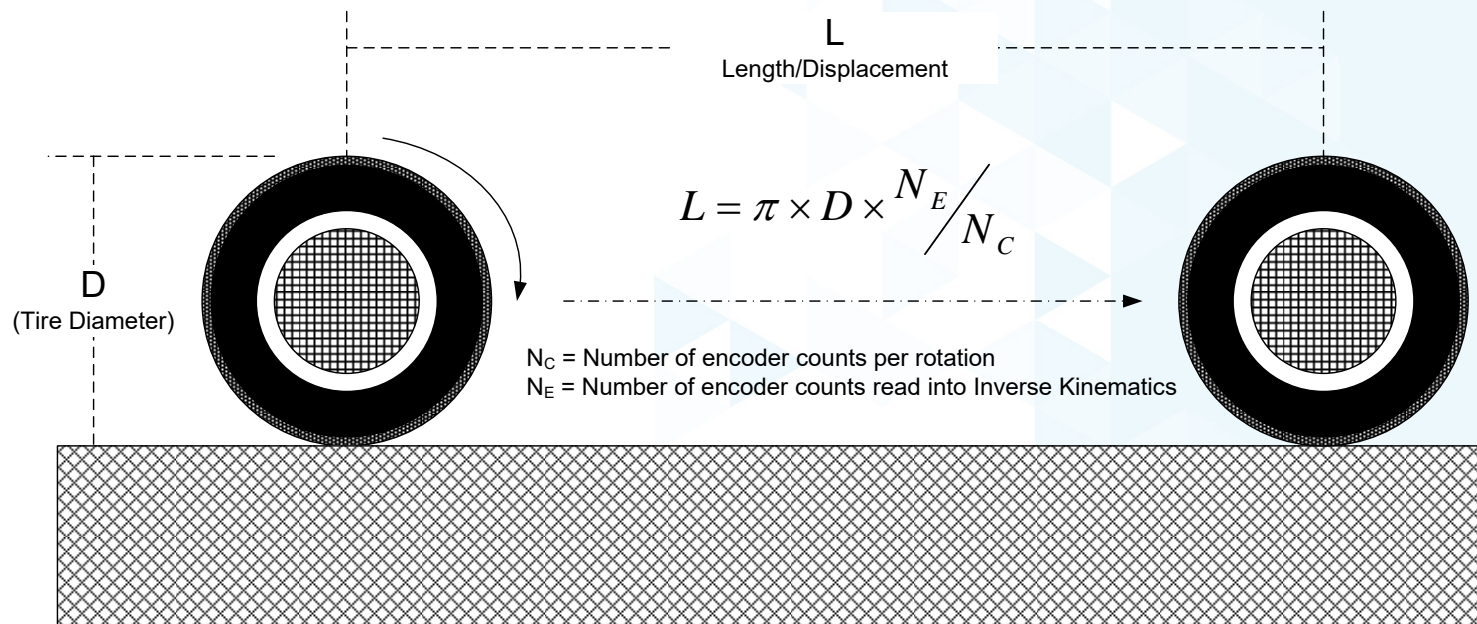 L
Length/Displacement
L = π × D × N_E/N_C
D
(Tire Diameter)
N_C = Number of encoder counts per rotation
N_E = Number of encoder counts read into Inverse Kinematics